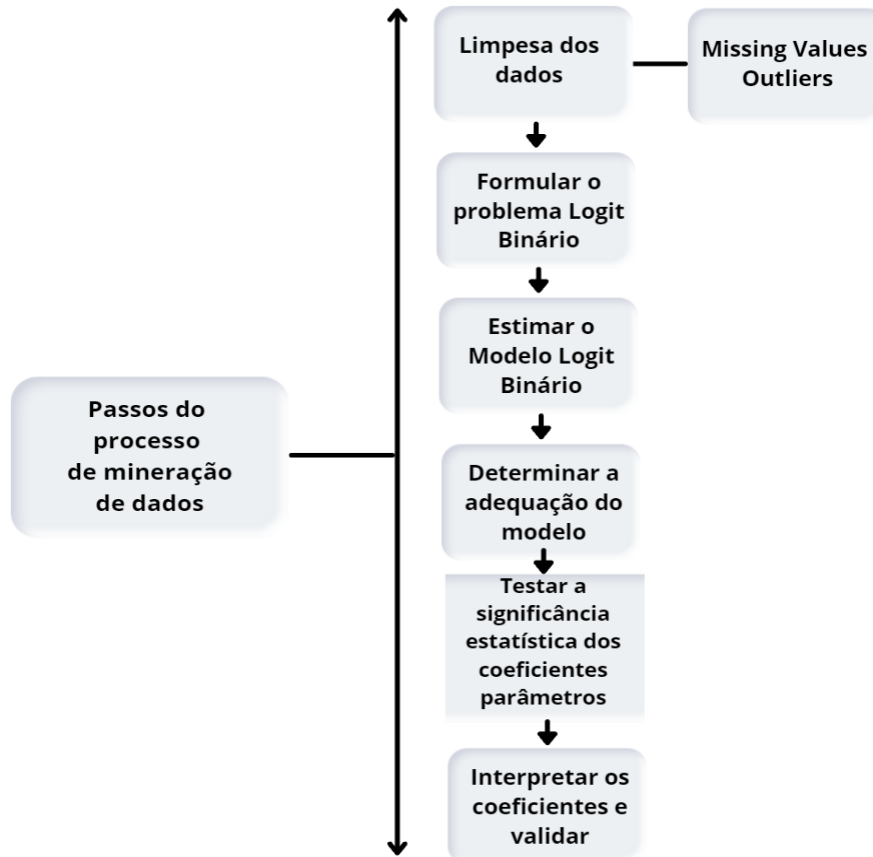 Limpesa dos
dados
Missing Values
Outliers
Formular o
problema Logit
Binário
Estimar o
Modelo Logit
Binário
Passos do
processo
de mineração
de dados
Determinar a
adequação do
modelo
Testar a
significância
estatística dos
coeficientes
parâmetros
Interpretar os
coeficientes e
validar